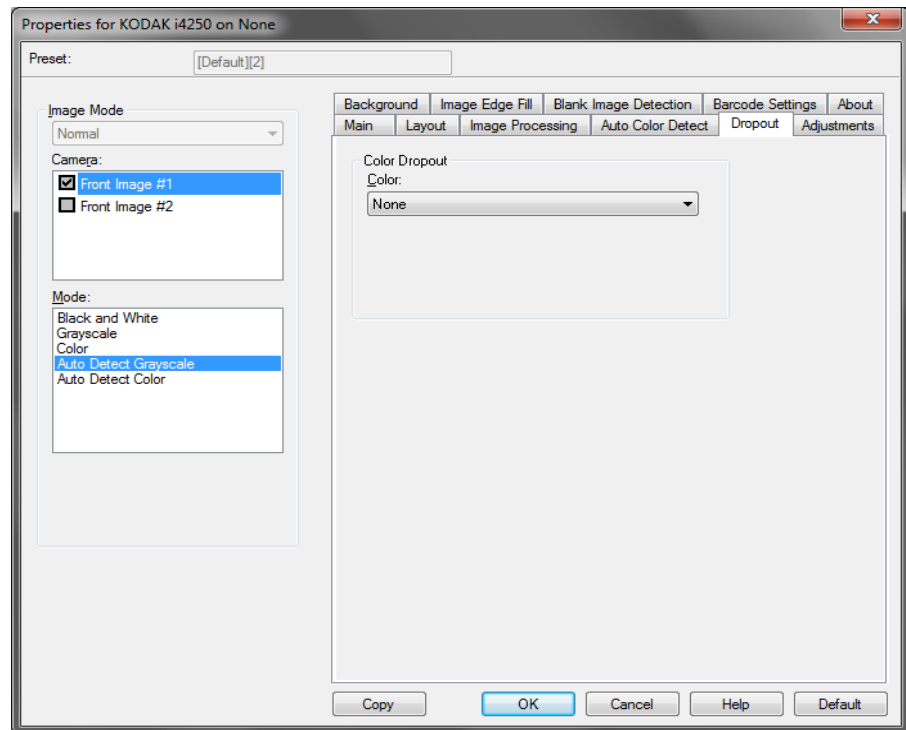 Properties for KODAK i4250 on None
Preset: [Default][2]
Image Mode
Normal
Camera:
Front Image #1
Front Image #2
Mode:
Black and White
Grayscale
Color
Auto Detect Grayscale
Auto Detect Color
Background Image Edge Fill Blank Image Detection Barcode Settings About
Main Layout Image Processing Auto Color Detect Dropout Adjustments
Color Dropout
Color:
None
Copy OK Cancel Help Default